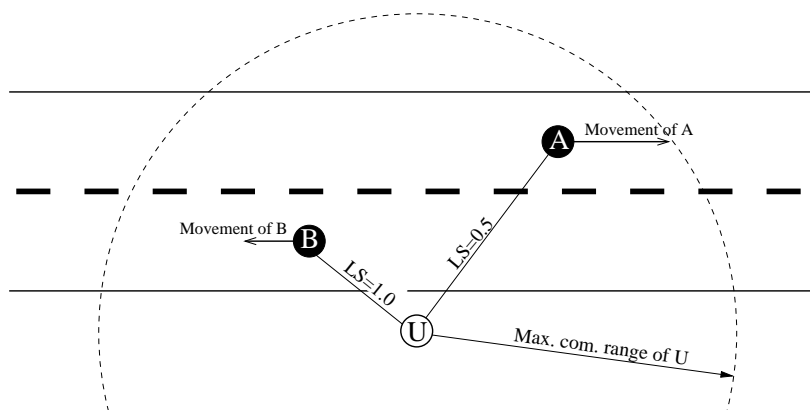 Movement of A
A
Movement of B
B
LS=0.5
LS=1.0
U
Max. com. range of U